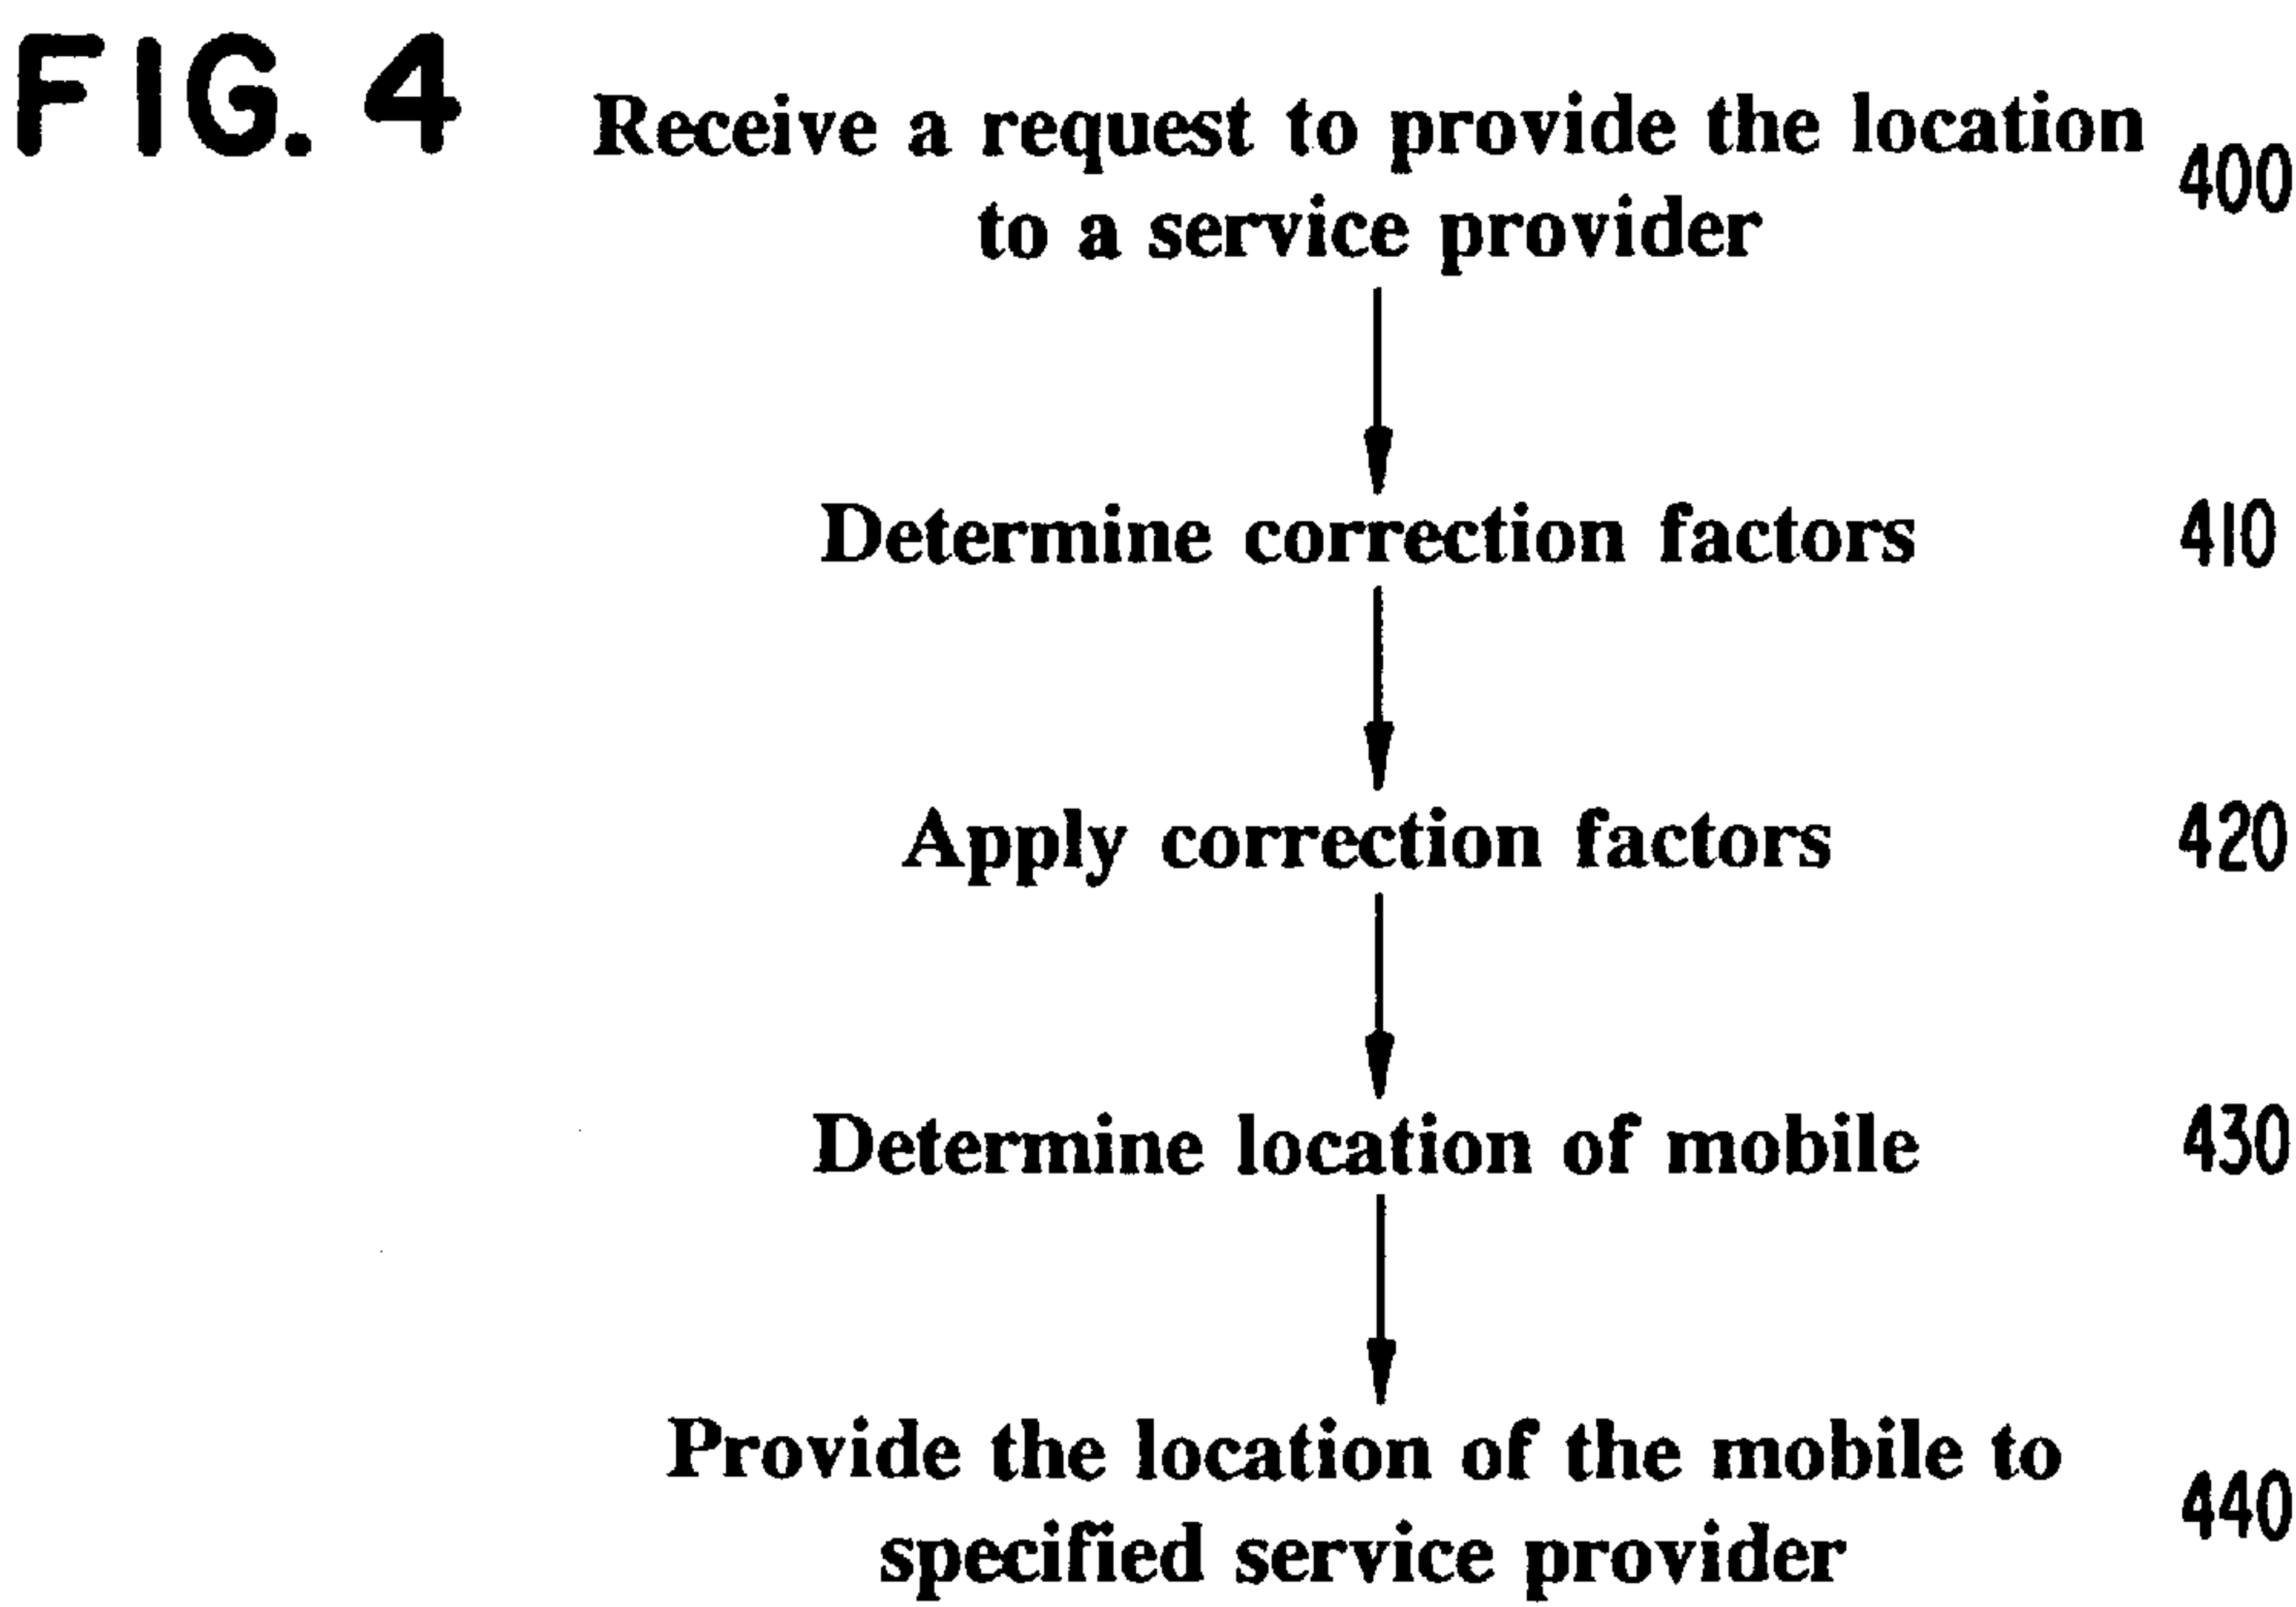 FIG. 4
Receive a request to provide the location
to a service provider
400
Determine correction factors
410
Apply correction factors
420
Determine location of mobile
430
Provide the location of the mobile to
specified service provider
440